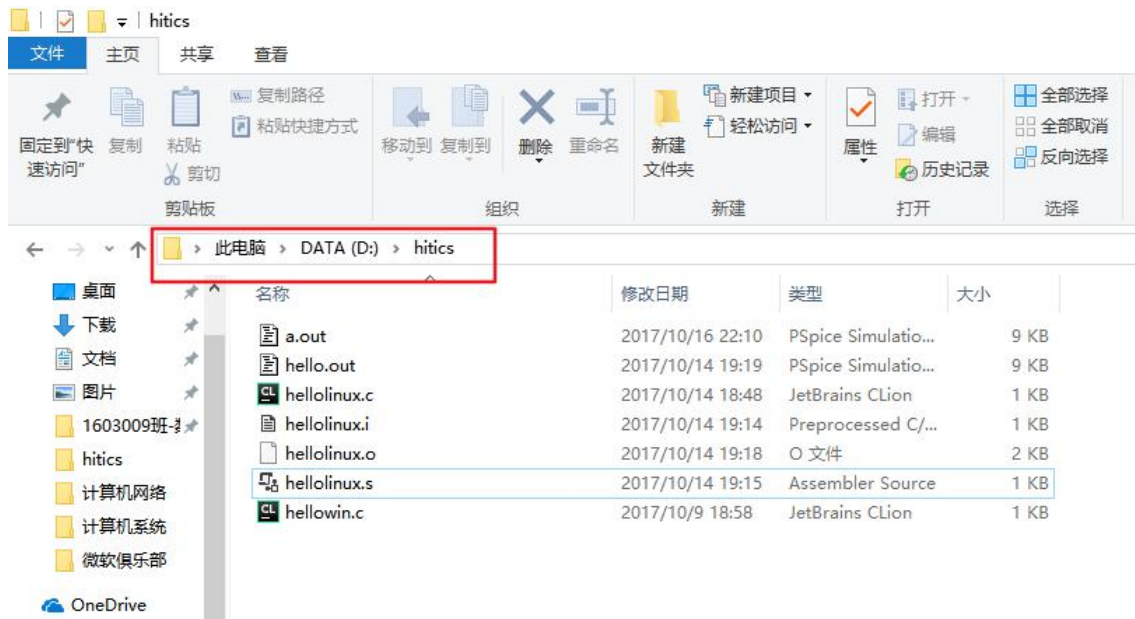 hitics
文件 主页 共享 查看
固定到"快速访问" 复制 粘贴 复制路径 粘贴快捷方式 剪切
移动到 复制到 删除 重命名
新建文件夹 新建项目 轻松访问
属性 打开 编辑 历史记录
全部选择 全部取消 反向选择
剪贴板 组织 新建 打开 选择
此电脑 > DATA (D:) > hitics
桌面
下载
文档
图片
1603009班-
hitics
计算机网络
计算机系统
微软俱乐部
OneDrive
名称 修改日期 类型 大小
a.out 2017/10/16 22:10 PSpice Simulatio... 9 KB
hello.out 2017/10/14 19:19 PSpice Simulatio... 9 KB
hellolinux.c 2017/10/14 18:48 JetBrains CLion 1 KB
hellolinux.i 2017/10/14 19:14 Preprocessed C/... 1 KB
hellolinux.o 2017/10/14 19:18 O 文件 2 KB
hellolinux.s 2017/10/14 19:15 Assembler Source 1 KB
hellowin.c 2017/10/9 18:58 JetBrains CLion 1 KB